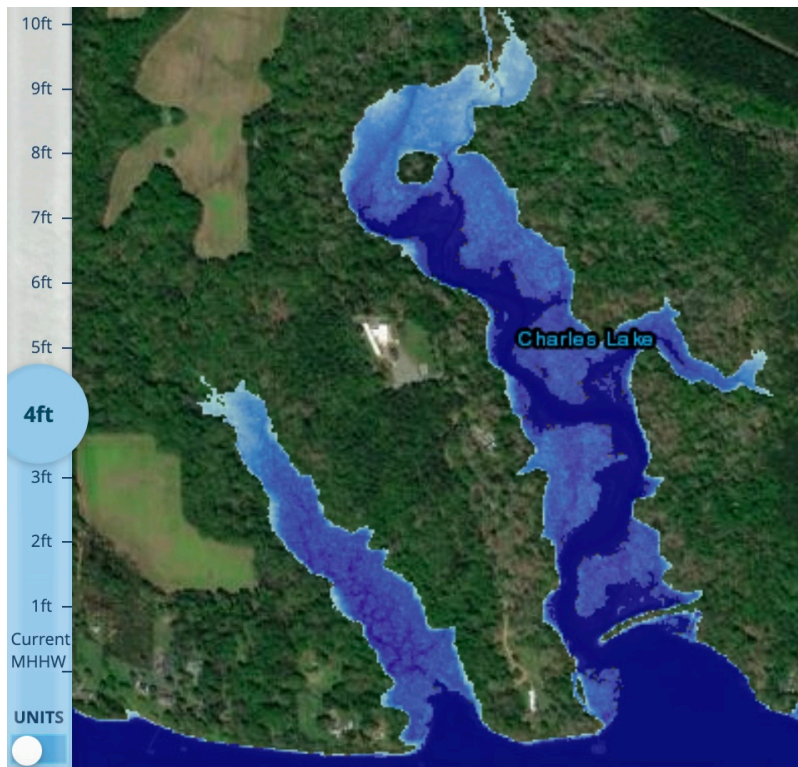 10ft
9ft
8ft
7ft
6ft
5ft
4ft
3ft
2ft
1ft
Current
MHHW
UNITS
Charles Lake